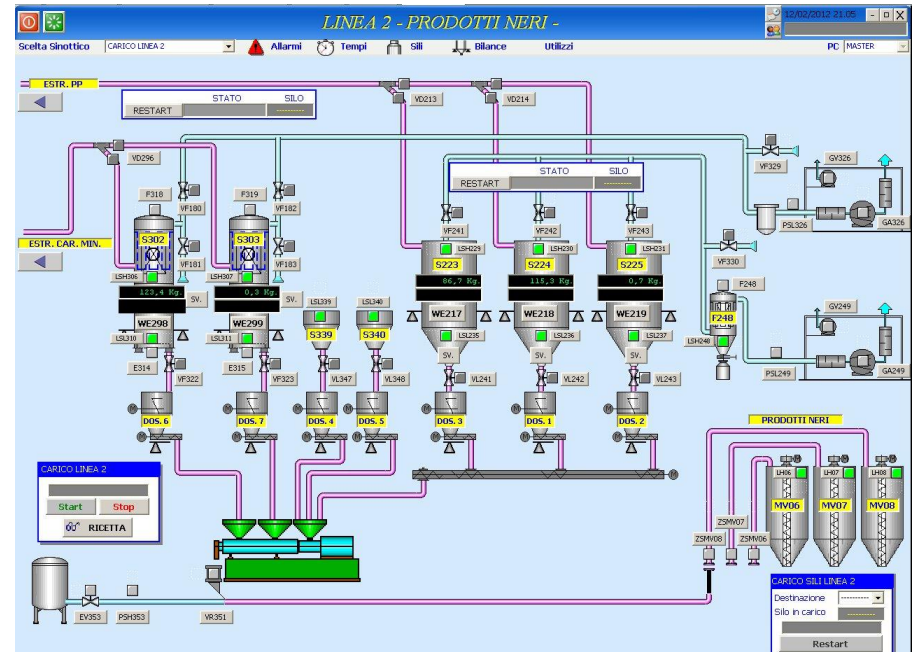 LINEA 2 - PRODOTTI NERI -
12/02/2012 21.05
Scelta Sinottico CARICO LINEA 2 Allarmi Tempi Sili Bilance Utilizzi PC MASTER
ESTR. PP
STATO SILO
RESTART ----------
VD213 VD214
VD296
VF329 GV326
STATO SILO
RESTART ----------
F318 VF180 F319 VF182
PSL326 GA326
S302 S303
VF241 VF242 VF243
ESTR. CAR. MIN.
VF181 VF183
LSH229 LSH230 LSH231
VF330
S223 S224 S225
LSH306 LSH307
86,7 Kg. 115,3 Kg. 0,7 Kg.
F248
123,4 Kg. SV. 0,3 Kg. SV.
LSL339 LSL340
GV249
WE298 WE299
WE217 WE218 WE219
F248
S339 S340
LSL310 LSL311
LSL235 LSL236 LSL237
LSH248
SV. SV. SV.
E314 VF322 E315 VF323 VL347 VL348 VL241 VL242 VL243
PSL249 GA249
M M M M M M M
DOS. 6 DOS. 7 DOS. 4 DOS. 5 DOS. 3 DOS. 1 DOS. 2
PRODOTTI NERI
M M M
LH06 LH07 LH08
CARICO LINEA 2
Start Stop
RICETTA
M
MV06 MV07 MV08
ZSMV07
ZSMV08 ZSMV06
CARICO SILI LINEA 2
Destinazione ----------
Silo in carico ----------
Restart
EV353 PSH353 VR351